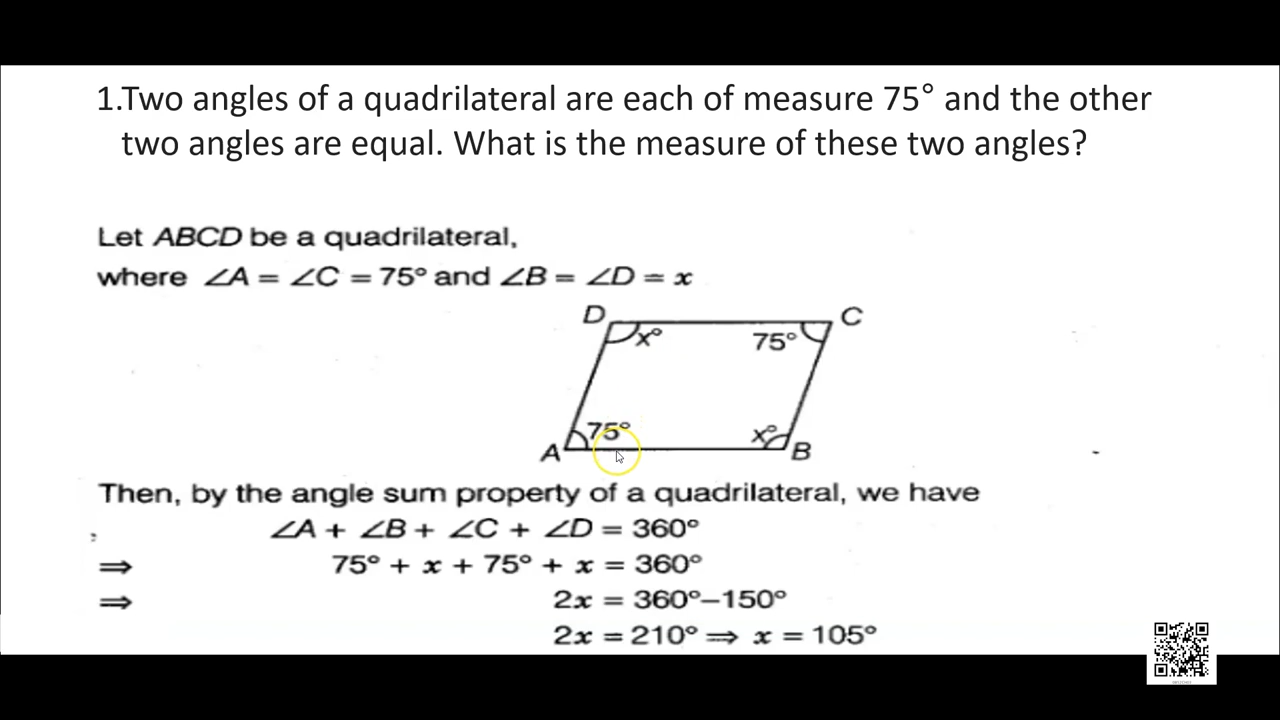 1.Two angles of a quadrilateral are each of measure 75° and the other
two angles are equal. What is the measure of these two angles?
Let ABCD be a quadrilateral,
where ∠A = ∠C = 75° and ∠B = ∠D = x
D
C
x°
75°
75°
x°
A
B
Then, by the angle sum property of a quadrilateral, we have
∠A + ∠B + ∠C + ∠D = 360°
⇒ 75° + x + 75° + x = 360°
⇒ 2x = 360°–150°
2x = 210° ⇒ x = 105°